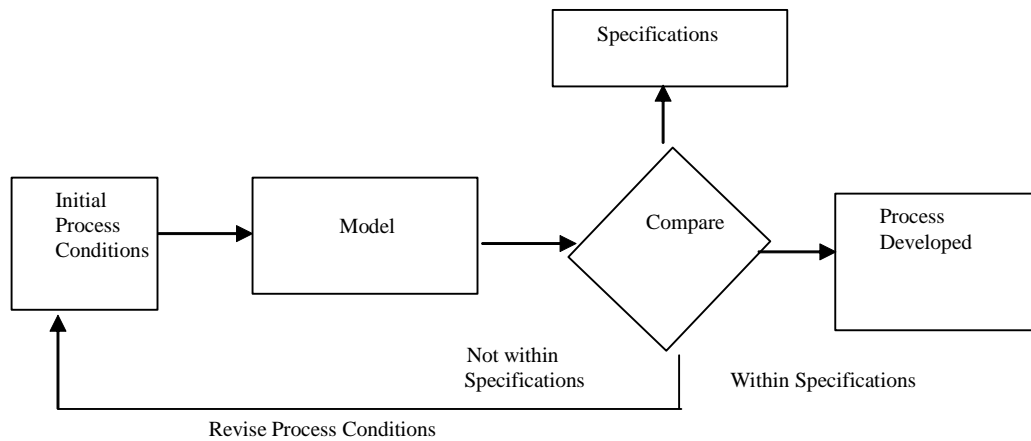 Specifications
Initial
Process
Conditions
Model
Compare
Process
Developed
Not within
Specifications
Within Specifications
Revise Process Conditions